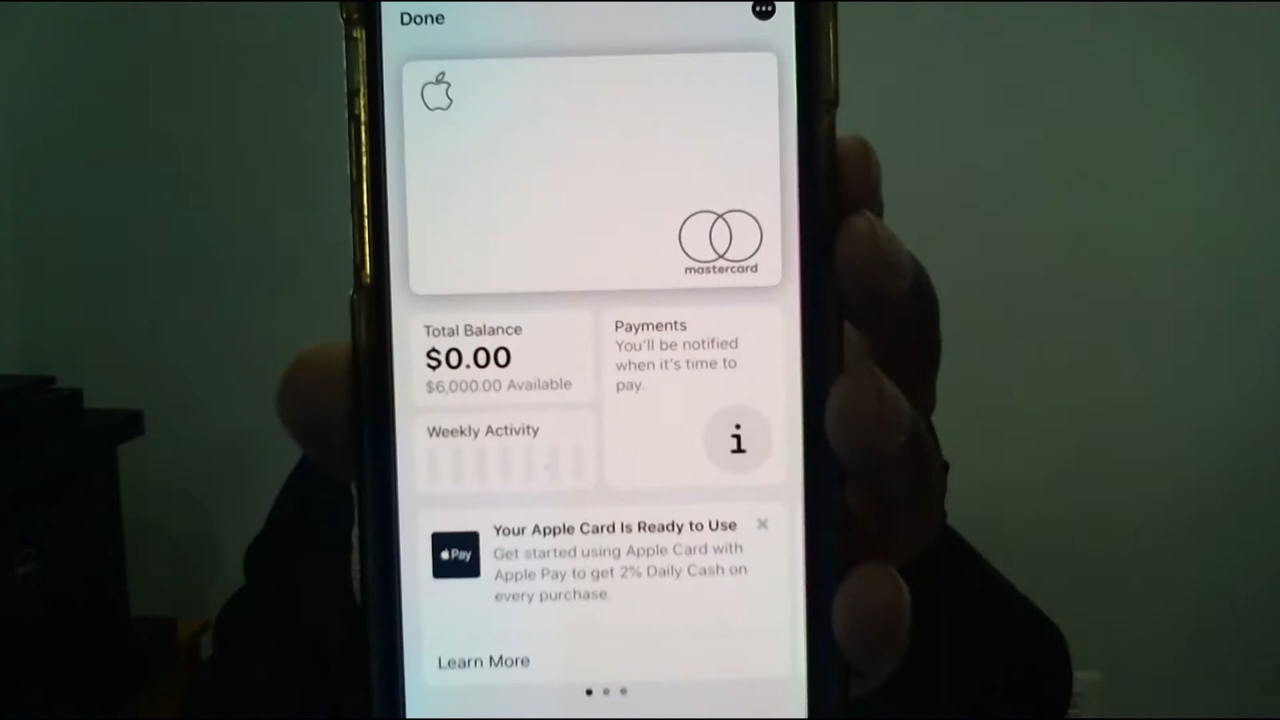 Done
mastercard
Total Balance
$0.00
$6,000.00 Available
Payments
You'll be notified
when it's time to
pay.
i
Weekly Activity
Pay
Your Apple Card Is Ready to Use
Get started using Apple Card with
Apple Pay to get 2% Daily Cash on
every purchase.
Learn More